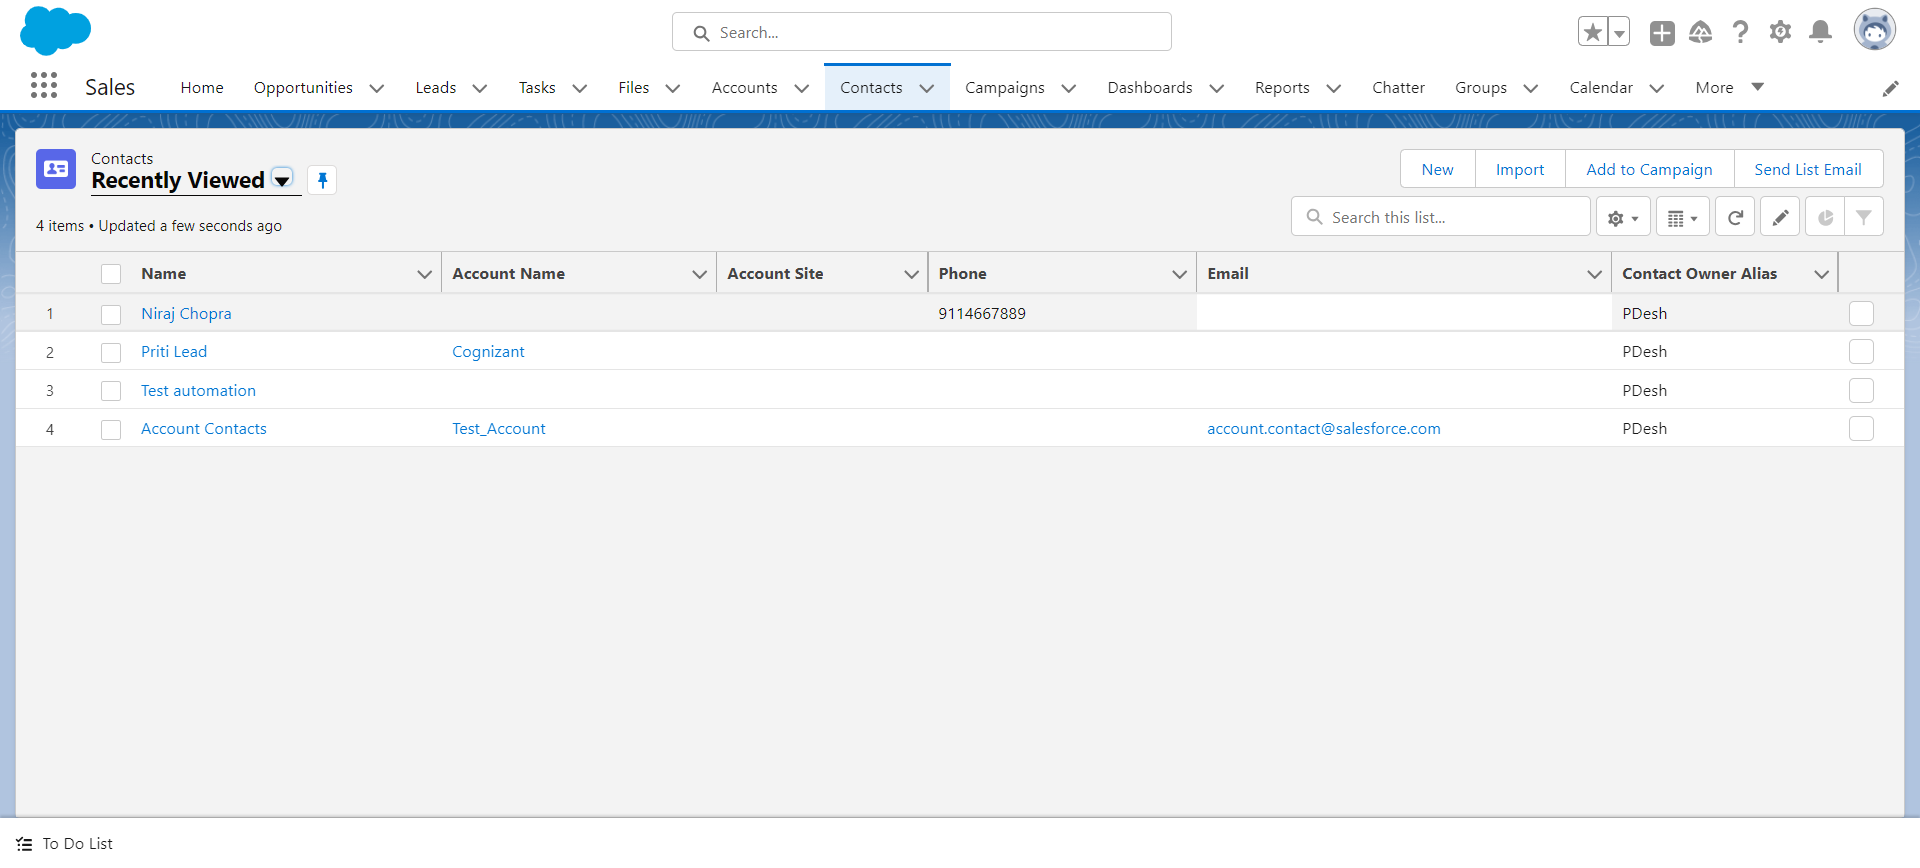 Search...
Sales Home Opportunities Leads Tasks Files Accounts Contacts Campaigns Dashboards Reports Chatter Groups Calendar More
Contacts
Recently Viewed
New Import Add to Campaign Send List Email
4 items • Updated a few seconds ago
Search this list...
Name Account Name Account Site Phone Email Contact Owner Alias
1 Niraj Chopra 9114667889 PDesh
2 Priti Lead Cognizant PDesh
3 Test automation PDesh
4 Account Contacts Test_Account account.contact@salesforce.com PDesh
To Do List